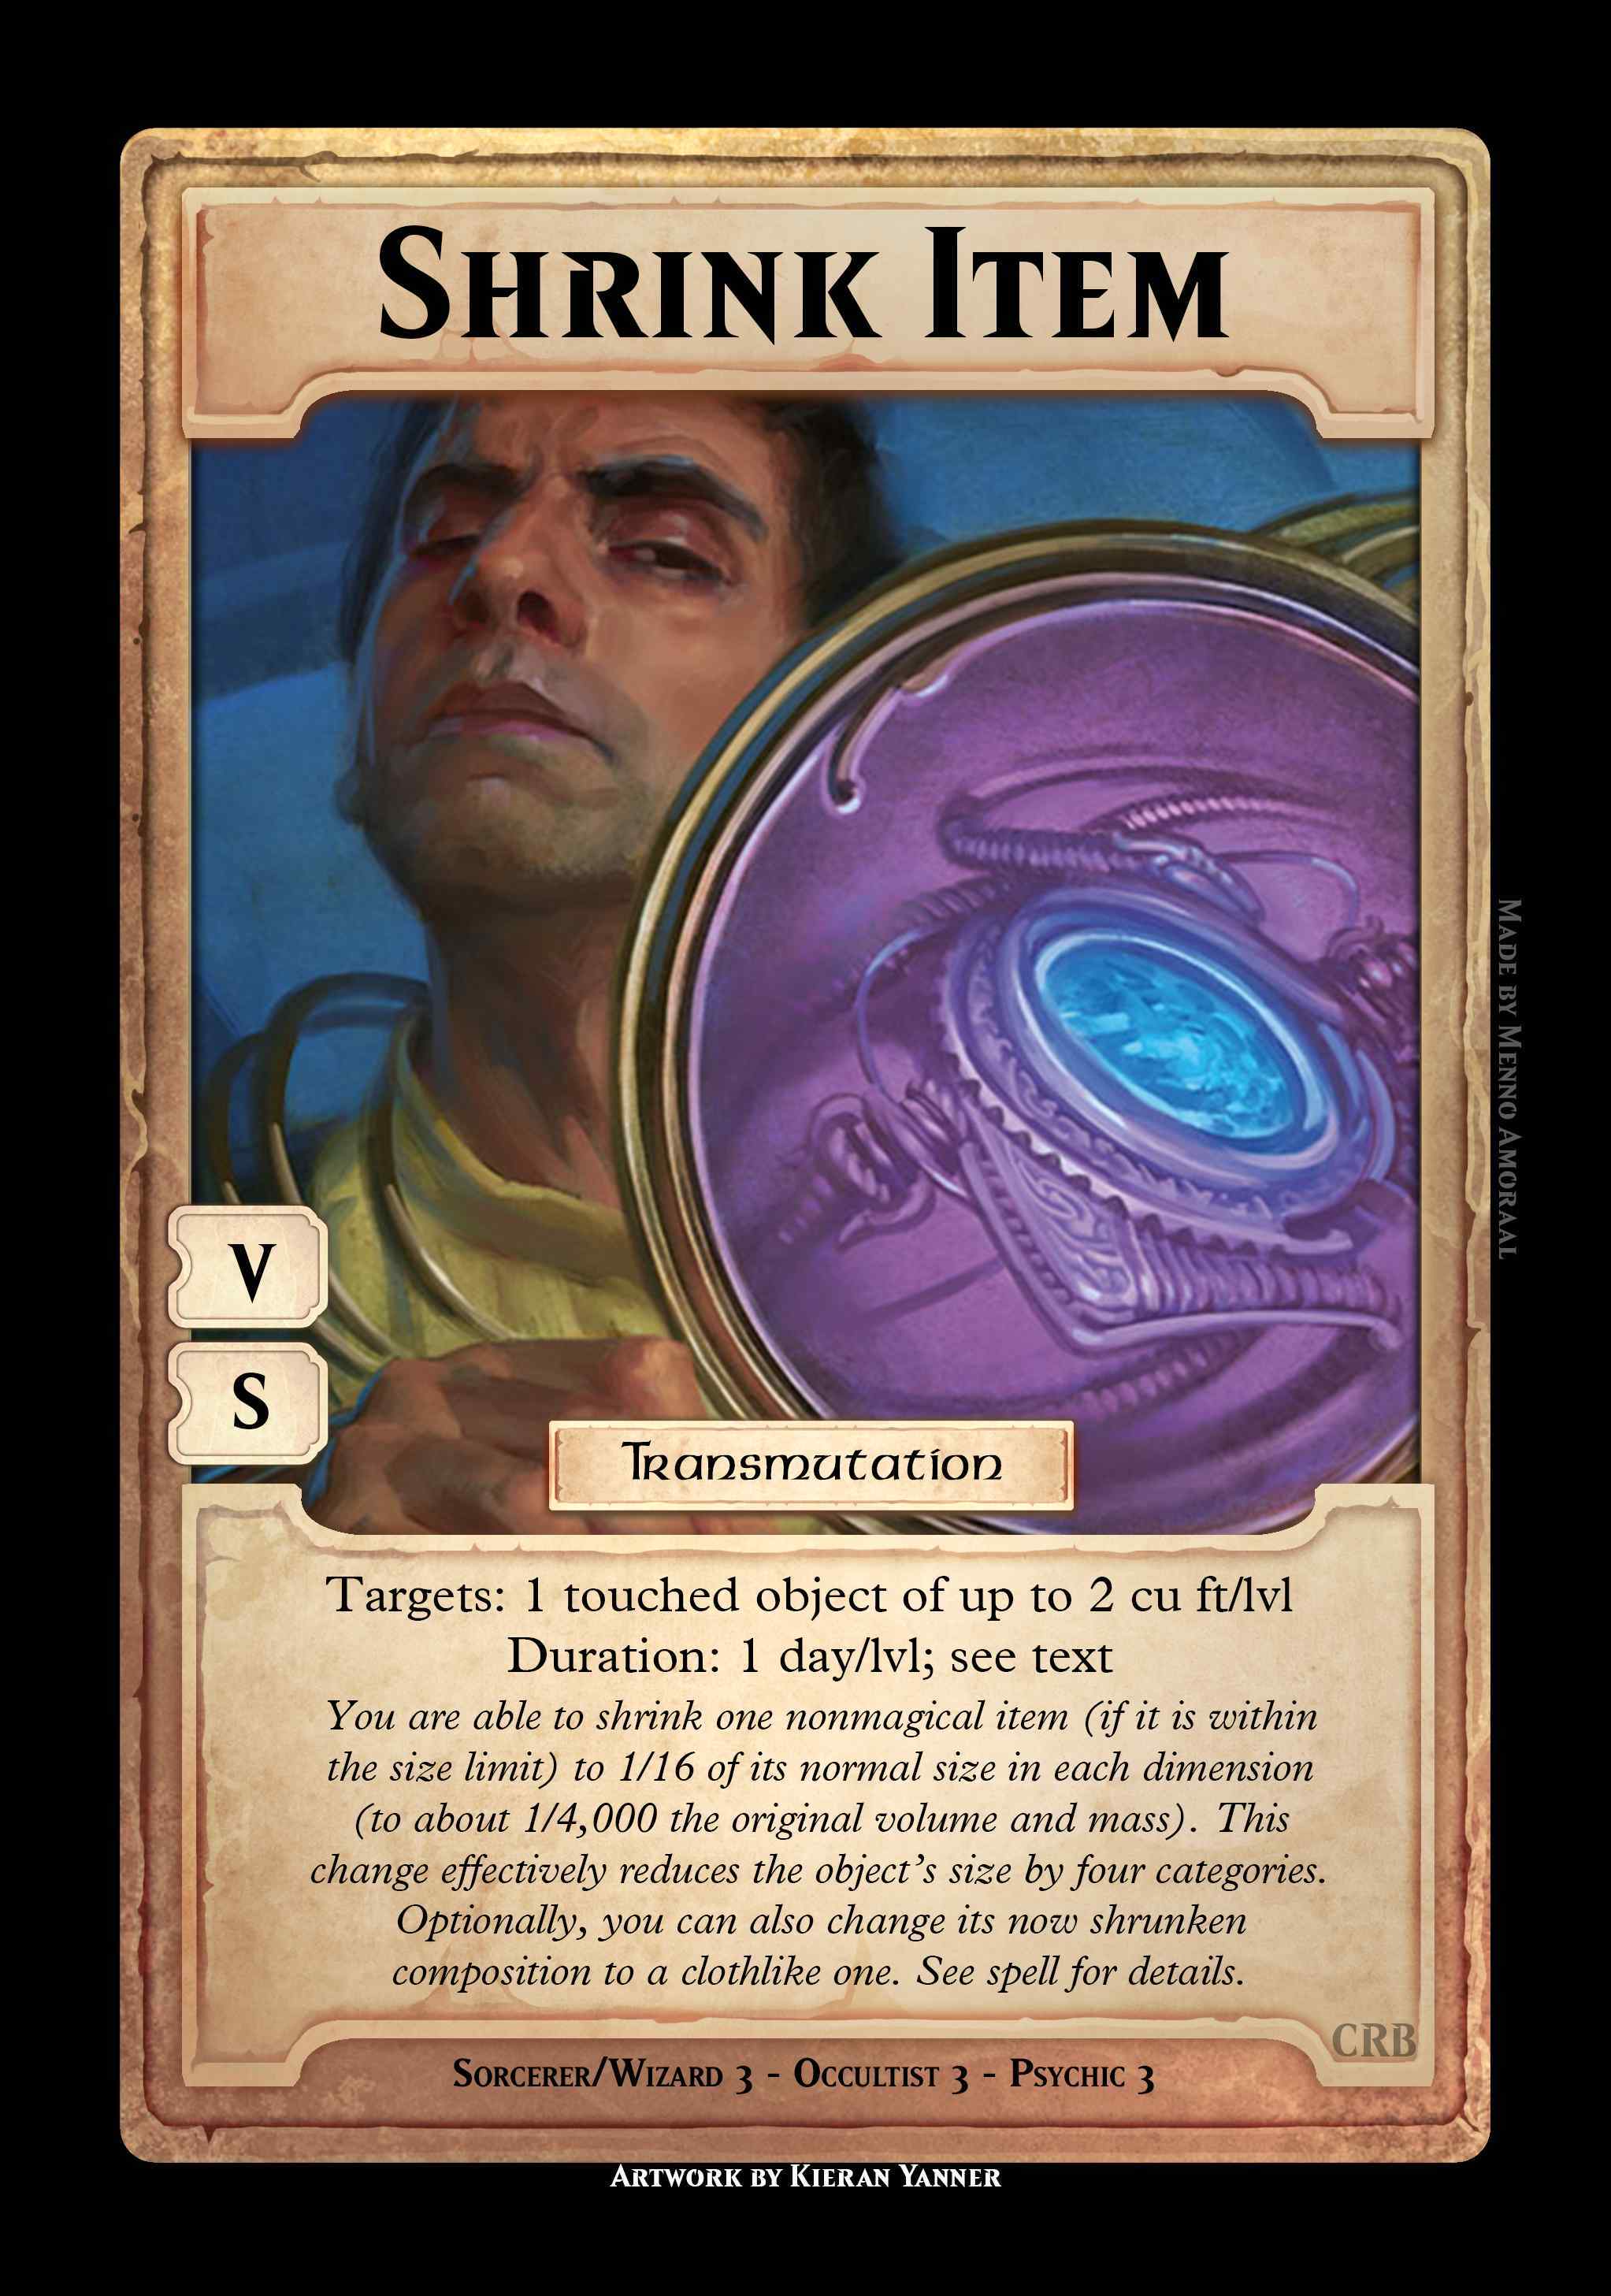 Shrink Item
V
S
Transmutation
Targets: 1 touched object of up to 2 cu ft/lvl
Duration: 1 day/lvl; see text
You are able to shrink one nonmagical item (if it is within
the size limit) to 1/16 of its normal size in each dimension
(to about 1/4,000 the original volume and mass). This
change effectively reduces the object's size by four categories.
Optionally, you can also change its now shrunken
composition to a clothlike one. See spell for details.
CRB
Sorcerer/Wizard 3 - Occultist 3 - Psychic 3
Artwork by Kieran Yanner
Made by Menno Amoraal